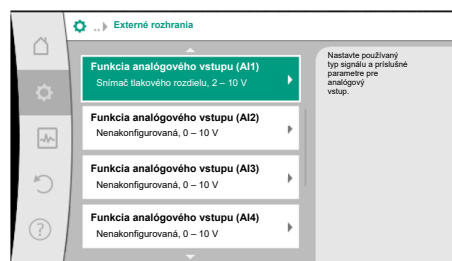 ..▸ Externé rozhrania
Funkcia analógového vstupu (AI1)
Snímač tlakového rozdielu, 2 – 10 V
Funkcia analógového vstupu (AI2)
Nenakonfigurovaná, 0 – 10 V
Funkcia analógového vstupu (AI3)
Nenakonfigurovaná, 0 – 10 V
Funkcia analógového vstupu (AI4)
Nenakonfigurovaná, 0 – 10 V
Nastavte používaný
typ signálu a príslušné
parametre pre
analógový
vstup.
?